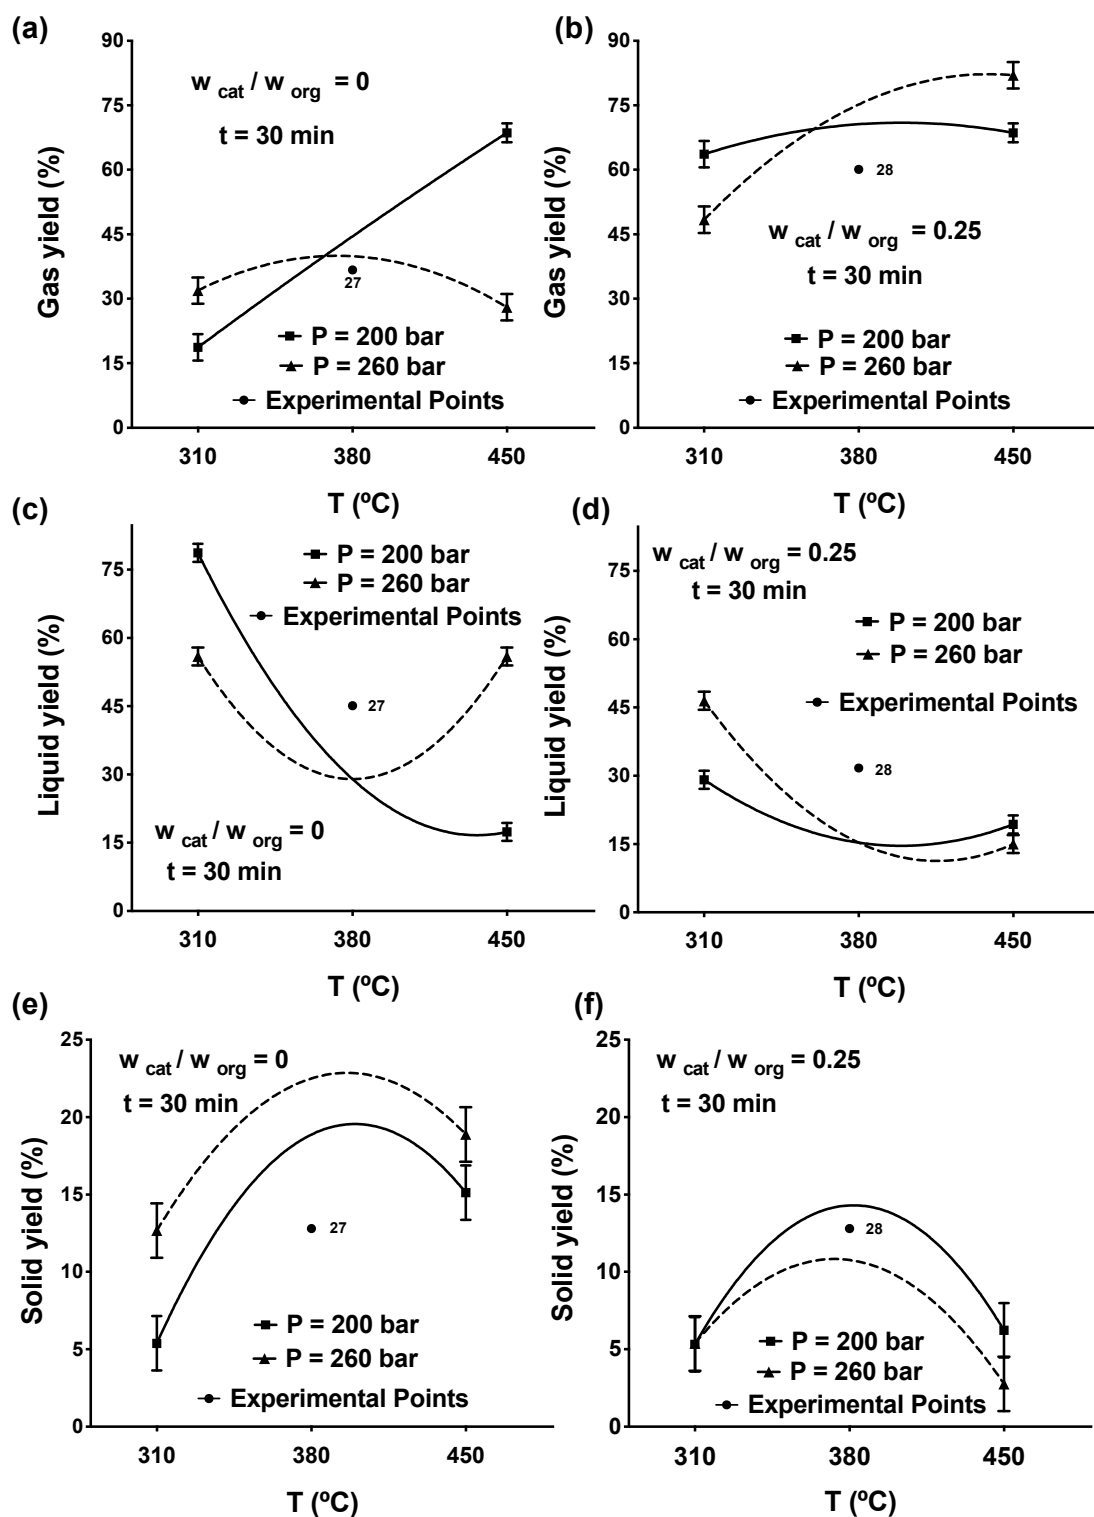 (a)
Gas yield (%)
90
75
60
45
30
15
0
w cat / w org = 0
t = 30 min
27
P = 200 bar
P = 260 bar
Experimental Points
310 380 450
T (ºC)
(b)
Gas yield (%)
90
75
60
45
30
15
0
28
w cat / w org = 0.25
t = 30 min
P = 200 bar
P = 260 bar
Experimental Points
310 380 450
T (ºC)
(c)
Liquid yield (%)
75
60
45
30
15
0
P = 200 bar
P = 260 bar
Experimental Points
27
w cat / w org = 0
t = 30 min
310 380 450
T (ºC)
(d)
Liquid yield (%)
75
60
45
30
15
0
w cat / w org = 0.25
t = 30 min
P = 200 bar
P = 260 bar
Experimental Points
28
310 380 450
T (ºC)
(e)
Solid yield (%)
25
20
15
10
5
0
w cat / w org = 0
t = 30 min
27
P = 200 bar
P = 260 bar
Experimental Points
310 380 450
T (ºC)
(f)
Solid yield (%)
25
20
15
10
5
0
w cat / w org = 0.25
t = 30 min
28
P = 200 bar
P = 260 bar
Experimental Points
310 380 450
T (ºC)